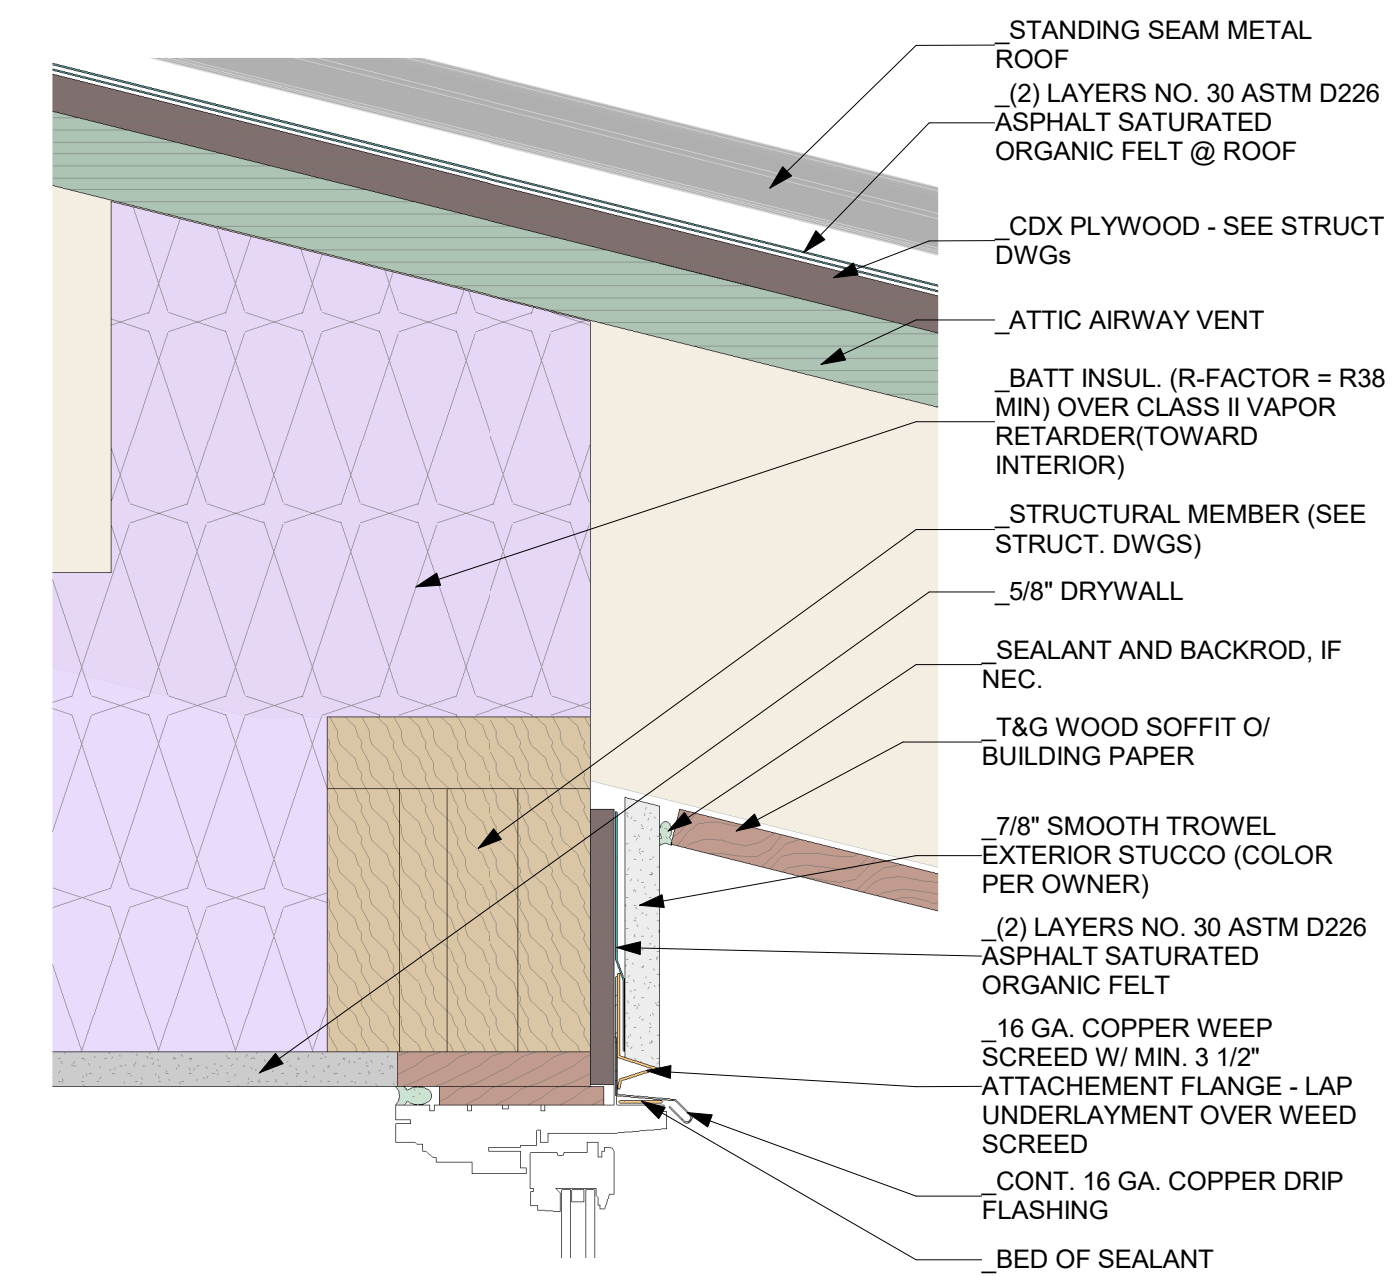 _STANDING SEAM METAL
ROOF
_(2) LAYERS NO. 30 ASTM D226
ASPHALT SATURATED
ORGANIC FELT @ ROOF
_CDX PLYWOOD - SEE STRUCT
DWGs
_ATTIC AIRWAY VENT
_BATT INSUL. (R-FACTOR = R38
MIN) OVER CLASS II VAPOR
RETARDER(TOWARD
INTERIOR)
_STRUCTURAL MEMBER (SEE
STRUCT. DWGS)
_5/8" DRYWALL
_SEALANT AND BACKROD, IF
NEC.
_T&G WOOD SOFFIT O/
BUILDING PAPER
_7/8" SMOOTH TROWEL
EXTERIOR STUCCO (COLOR
PER OWNER)
_(2) LAYERS NO. 30 ASTM D226
ASPHALT SATURATED
ORGANIC FELT
_16 GA. COPPER WEEP
SCREED W/ MIN. 3 1/2"
ATTACHEMENT FLANGE - LAP
UNDERLAYMENT OVER WEED
SCREED
_CONT. 16 GA. COPPER DRIP
FLASHING
_BED OF SEALANT